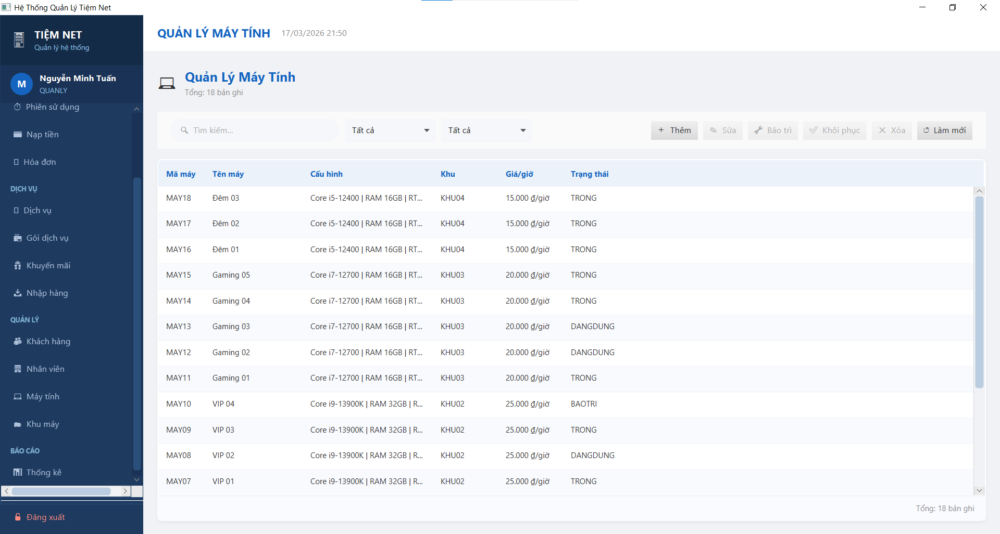 Hệ Thống Quản Lý Tiệm Net
TIỆM NET
Quản lý hệ thống
M
Nguyễn Minh Tuấn
QUANLY
Phiên sử dụng
Nạp tiền
Hóa đơn
DỊCH VỤ
Dịch vụ
Gói dịch vụ
Khuyến mãi
Nhập hàng
QUẢN LÝ
Khách hàng
Nhân viên
Máy tính
Khu máy
BÁO CÁO
Thống kê
Đăng xuất
QUẢN LÝ MÁY TÍNH 17/03/2026 21:50
Quản Lý Máy Tính
Tổng: 18 bản ghi
Tìm kiếm... Tất cả Tất cả + Thêm Sửa Bảo trì Khôi phục Xóa Làm mới
Mã máy Tên máy Cấu hình Khu Giá/giờ Trạng thái
MAY18 Đêm 03 Core i5-12400 | RAM 16GB | RT... KHU04 15.000 ₫/giờ TRONG
MAY17 Đêm 02 Core i5-12400 | RAM 16GB | RT... KHU04 15.000 ₫/giờ TRONG
MAY16 Đêm 01 Core i5-12400 | RAM 16GB | RT... KHU04 15.000 ₫/giờ TRONG
MAY15 Gaming 05 Core i7-12700 | RAM 16GB | RT... KHU03 20.000 ₫/giờ TRONG
MAY14 Gaming 04 Core i7-12700 | RAM 16GB | RT... KHU03 20.000 ₫/giờ TRONG
MAY13 Gaming 03 Core i7-12700 | RAM 16GB | RT... KHU03 20.000 ₫/giờ DANGDUNG
MAY12 Gaming 02 Core i7-12700 | RAM 16GB | RT... KHU03 20.000 ₫/giờ DANGDUNG
MAY11 Gaming 01 Core i7-12700 | RAM 16GB | RT... KHU03 20.000 ₫/giờ TRONG
MAY10 VIP 04 Core i9-13900K | RAM 32GB | R... KHU02 25.000 ₫/giờ BAOTRI
MAY09 VIP 03 Core i9-13900K | RAM 32GB | R... KHU02 25.000 ₫/giờ TRONG
MAY08 VIP 02 Core i9-13900K | RAM 32GB | R... KHU02 25.000 ₫/giờ DANGDUNG
MAY07 VIP 01 Core i9-13900K | RAM 32GB | R... KHU02 25.000 ₫/giờ TRONG
Tổng: 18 bản ghi